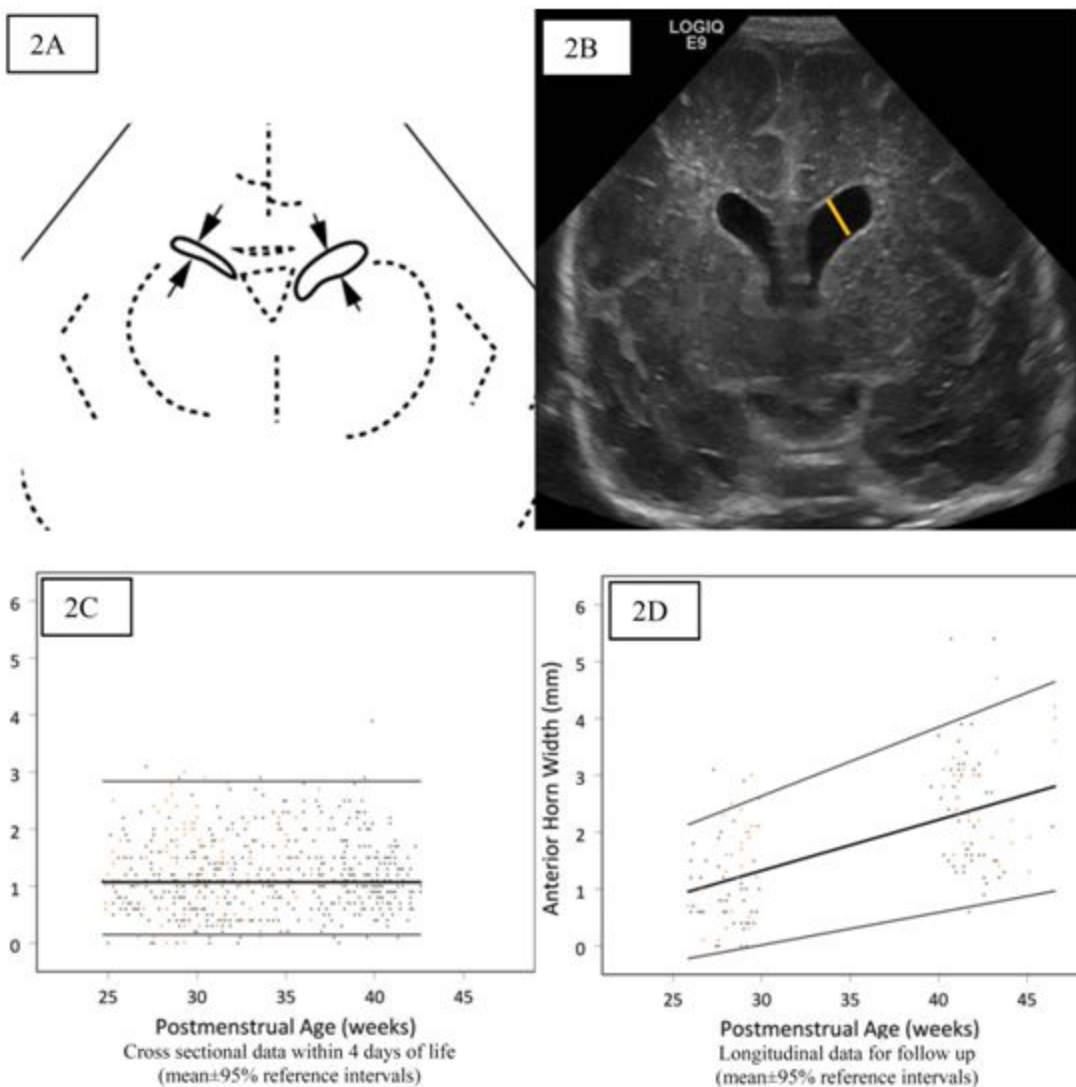 2A
2B
LOGIQ
E9
2C
6
5
4
3
2
1
0
25 30 35 40 45
Postmenstrual Age (weeks)
Cross sectional data within 4 days of life
(mean±95% reference intervals)
2D
Anterior Horn Width (mm)
6
5
4
3
2
1
0
25 30 35 40 45
Postmenstrual Age (weeks)
Longitudinal data for follow up
(mean±95% reference intervals)